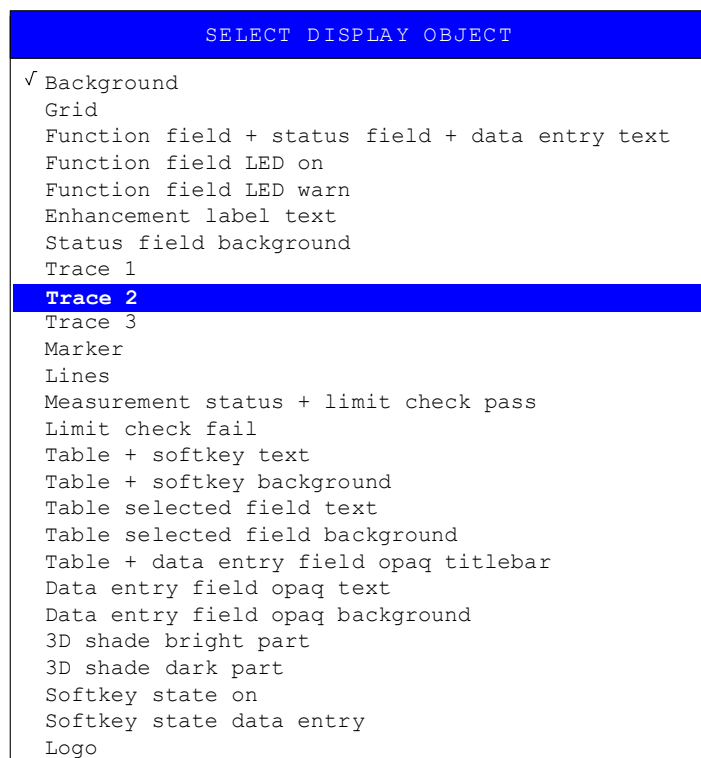 SELECT DISPLAY OBJECT
√ Background
Grid
Function field + status field + data entry text
Function field LED on
Function field LED warn
Enhancement label text
Status field background
Trace 1
Trace 2
Trace 3
Marker
Lines
Measurement status + limit check pass
Limit check fail
Table + softkey text
Table + softkey background
Table selected field text
Table selected field background
Table + data entry field opaq titlebar
Data entry field opaq text
Data entry field opaq background
3D shade bright part
3D shade dark part
Softkey state on
Softkey state data entry
Logo